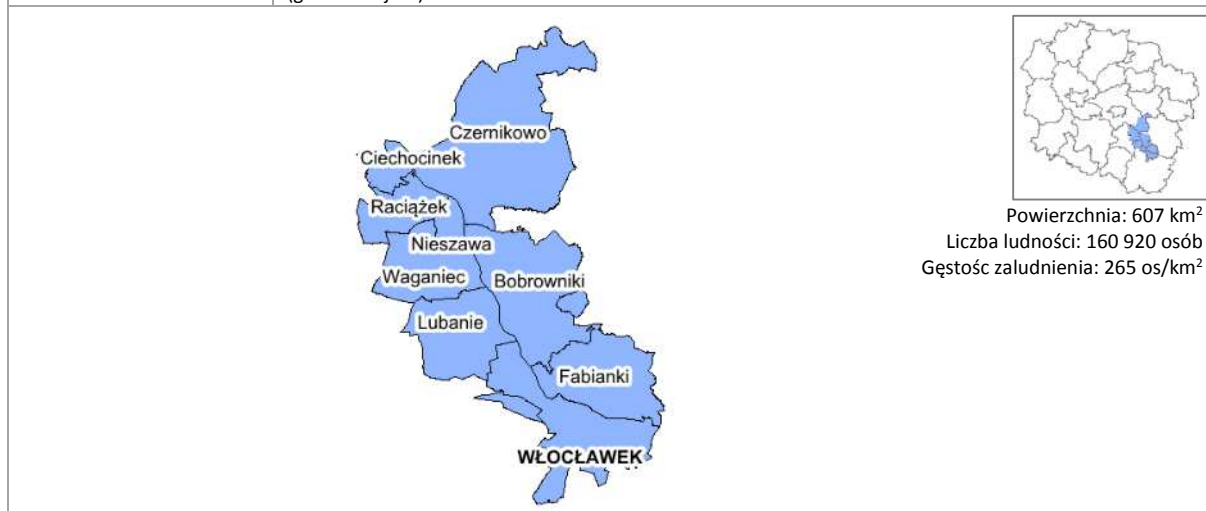 Czernikowo
Ciechocinek
Raciążek
Nieszawa
Waganiec
Bobrowniki
Lubanie
Fabianki
WŁOCŁAWEK
Powierzchnia: 607 km²
Liczba ludności: 160 920 osób
Gęstośc zaludnienia: 265 os/km²